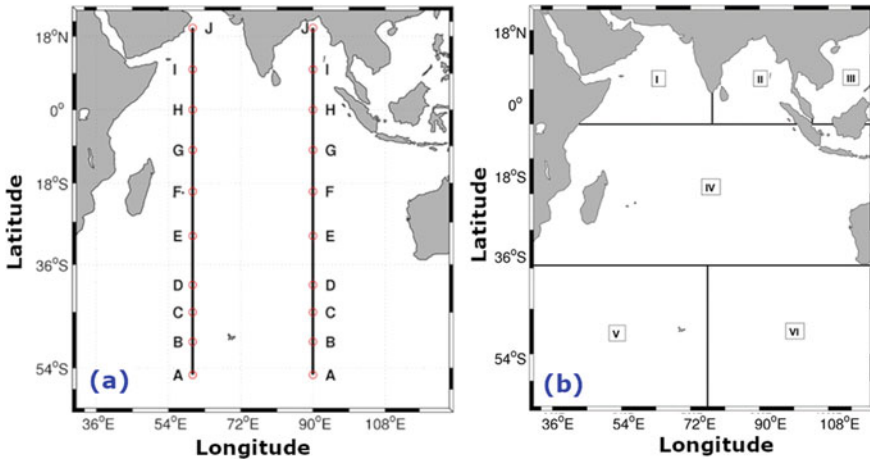 J J
18°N
I I
0° H H
G G
18°S F F
E E
36°S
D D
C C
B B
54°S
A A
(a)
36°E 54°E 72°E 90°E 108°E
Longitude
Latitude
18°N
I II III
0°
18°S IV
36°S
V VI
54°S
(b)
36°E 54°E 72°E 90°E 108°E
Longitude
Latitude